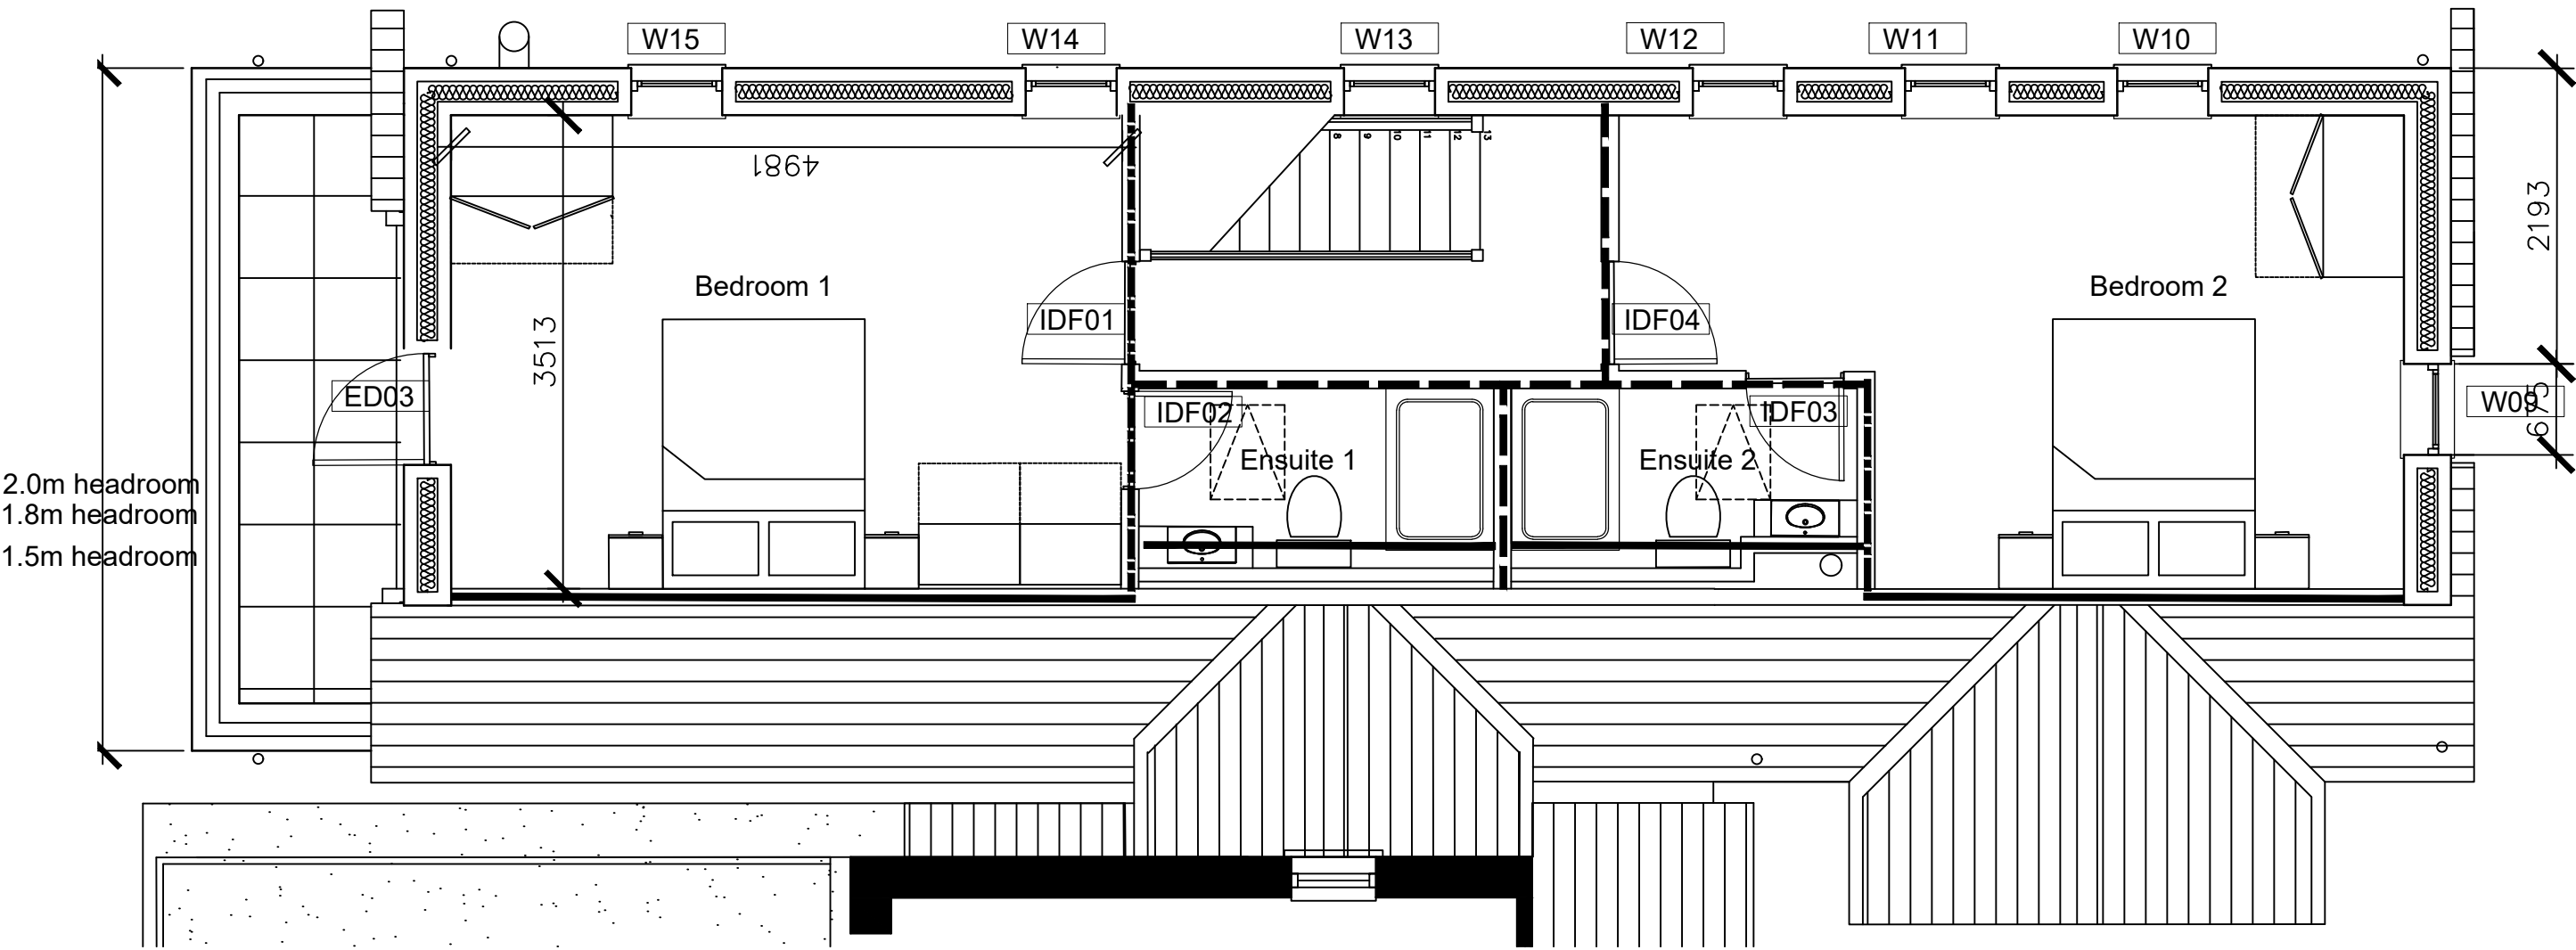 W15
W14
W13
W12
W11
W10
4981
8
9
10
11
12
13
2193
Bedroom 1
Bedroom 2
IDF01
IDF04
3513
ED03
IDF02
IDF03
W09
675
Ensuite 1
Ensuite 2
2.0m headroom
1.8m headroom
1.5m headroom